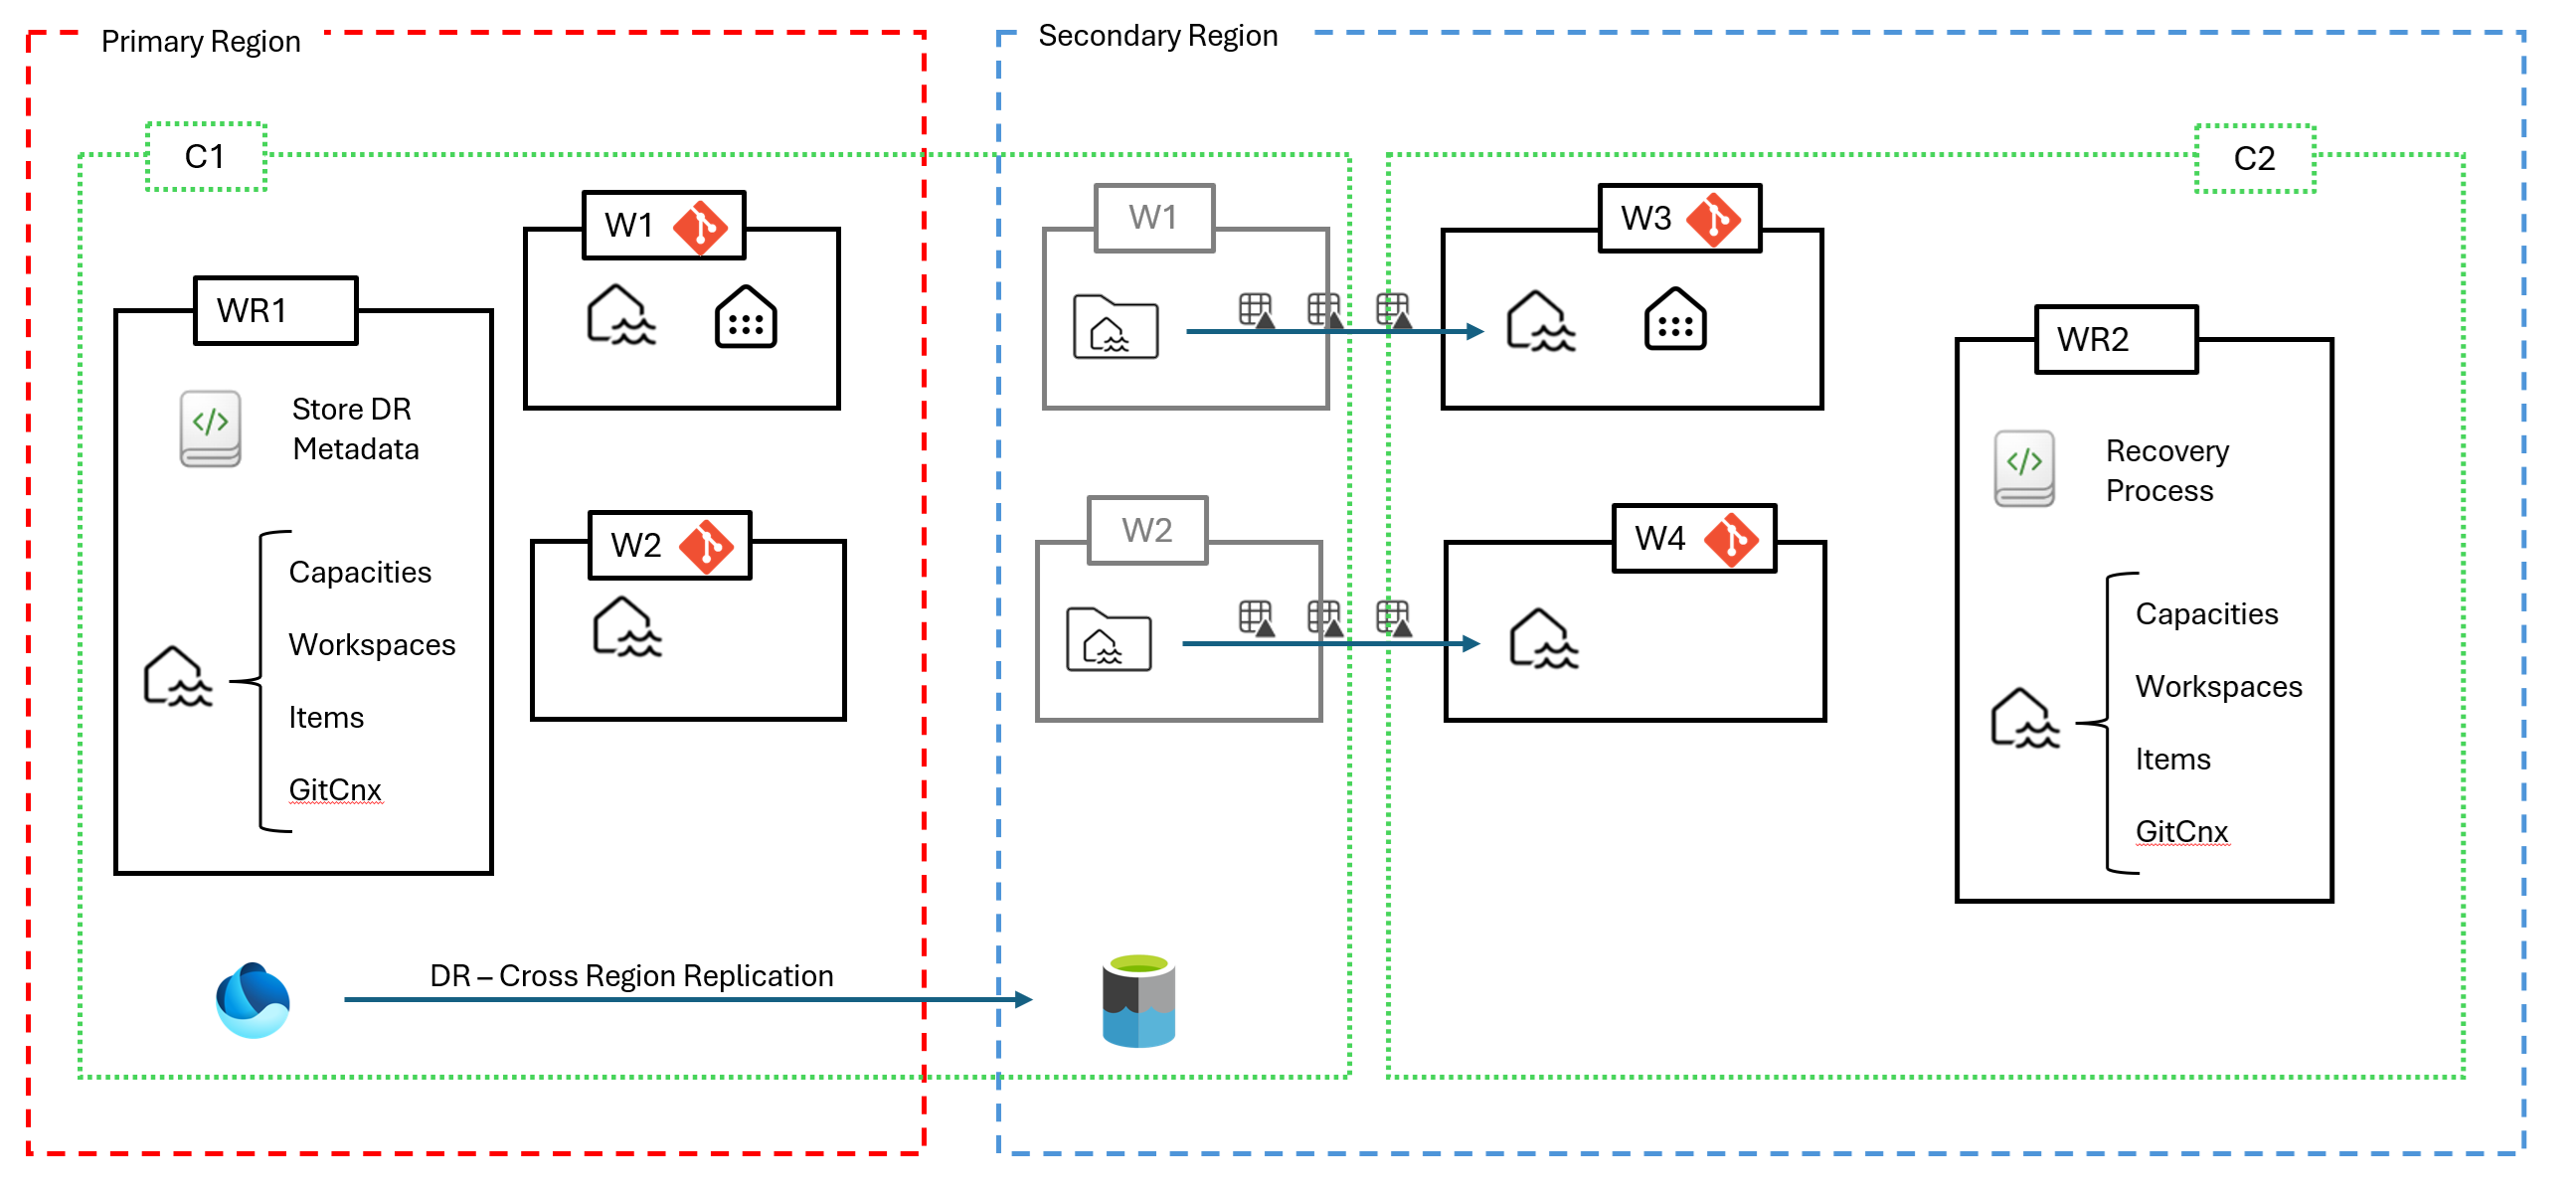 Primary Region
Secondary Region
C1
C2
WR1
Store DR
Metadata
Capacities
Workspaces
Items
GitCnx
W1
</>
W2
DR – Cross Region Replication
W1
W2
W3
W4
WR2
</>
Recovery
Process
Capacities
Workspaces
Items
GitCnx